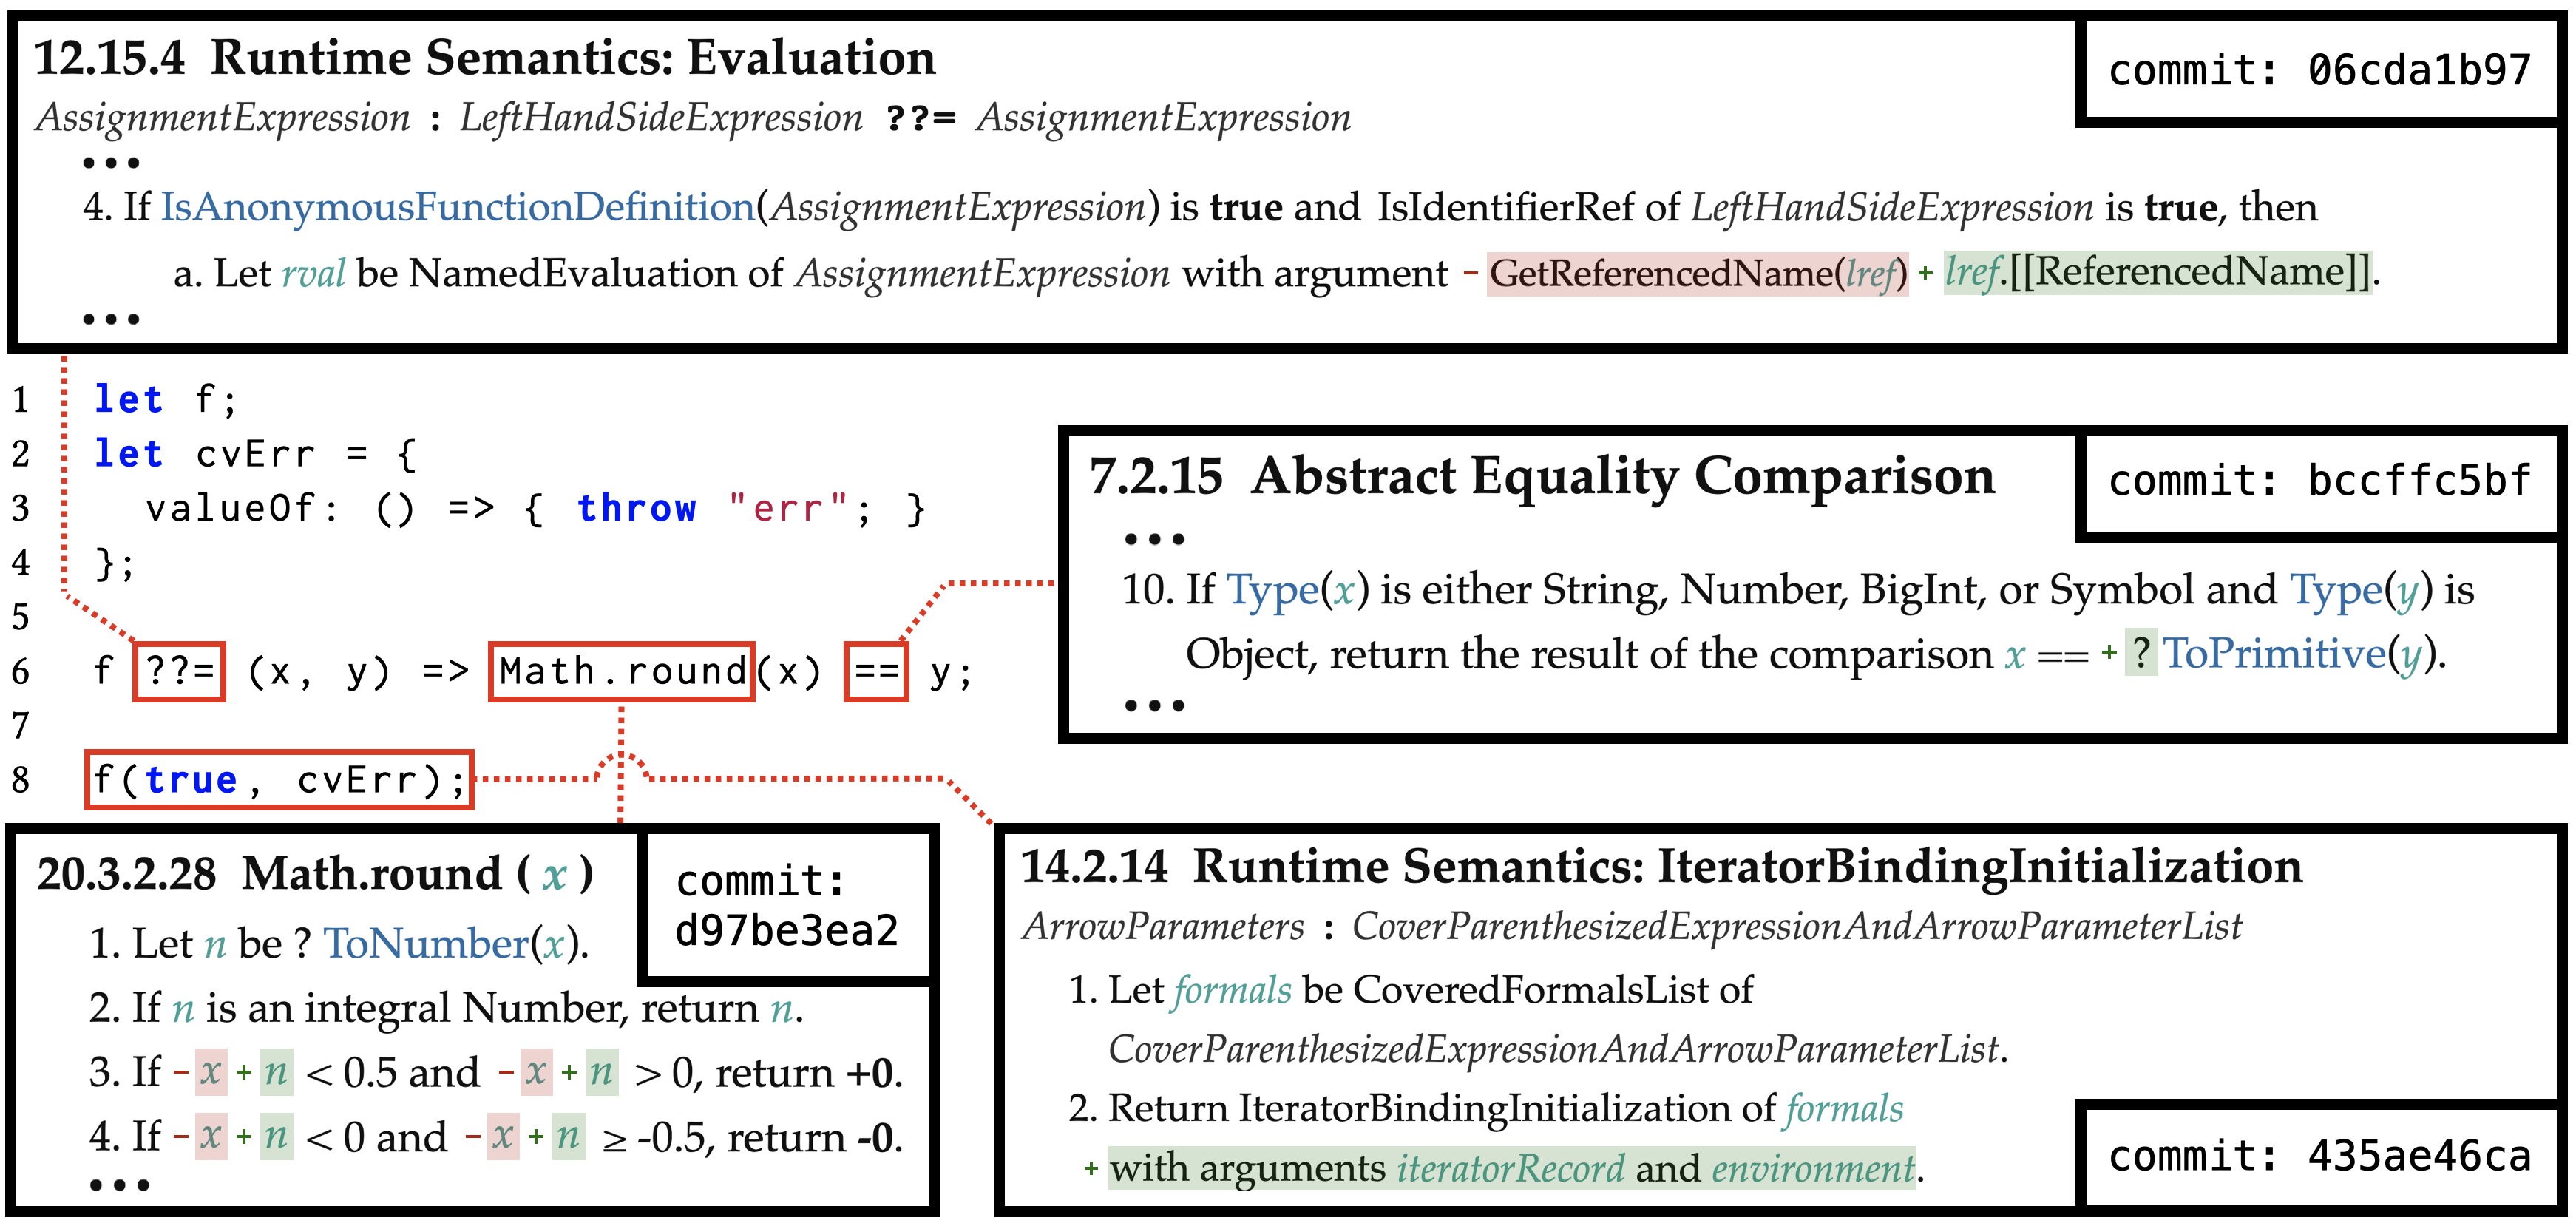 12.15.4 Runtime Semantics: Evaluation
commit: 06cda1b97
AssignmentExpression : LeftHandSideExpression ??= AssignmentExpression
...
4. If IsAnonymousFunctionDefinition(AssignmentExpression) is true and IsIdentifierRef of LeftHandSideExpression is true, then
a. Let rval be NamedEvaluation of AssignmentExpression with argument - GetReferencedName(lref) + lref.[[ReferencedName]].
...
1 let f;
2 let cvErr = {
3 valueOf: () => { throw "err"; }
4 };
5
6 f ??= (x, y) => Math.round(x) == y;
7
8 f(true, cvErr);
7.2.15 Abstract Equality Comparison
commit: bccffc5bf
...
10. If Type(x) is either String, Number, BigInt, or Symbol and Type(y) is
Object, return the result of the comparison x == + ? ToPrimitive(y).
...
20.3.2.28 Math.round ( x )
commit:
d97be3ea2
1. Let n be ? ToNumber(x).
2. If n is an integral Number, return n.
3. If - x + n < 0.5 and - x + n > 0, return +0.
4. If - x + n < 0 and - x + n ≥ -0.5, return -0.
...
14.2.14 Runtime Semantics: IteratorBindingInitialization
ArrowParameters : CoverParenthesizedExpressionAndArrowParameterList
1. Let formals be CoveredFormalsList of
CoverParenthesizedExpressionAndArrowParameterList.
2. Return IteratorBindingInitialization of formals
+ with arguments iteratorRecord and environment.
commit: 435ae46ca